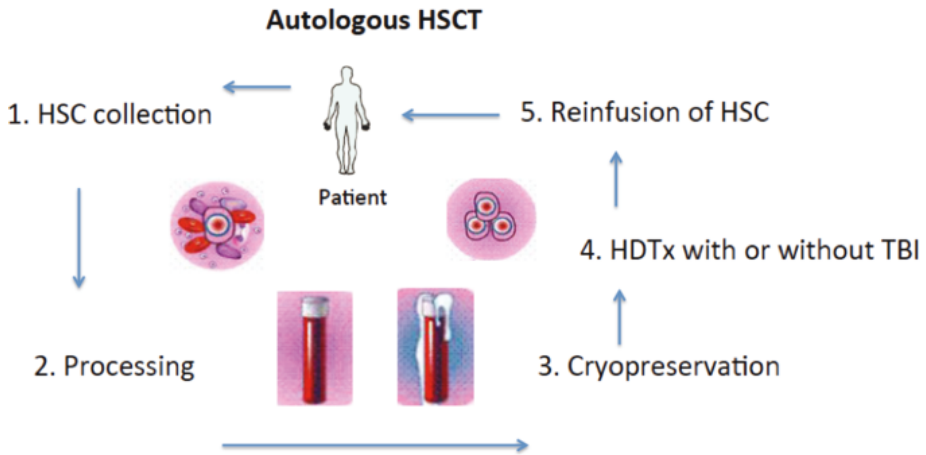 Autologous HSCT
1. HSC collection
Patient
5. Reinfusion of HSC
4. HDTx with or without TBI
2. Processing
3. Cryopreservation